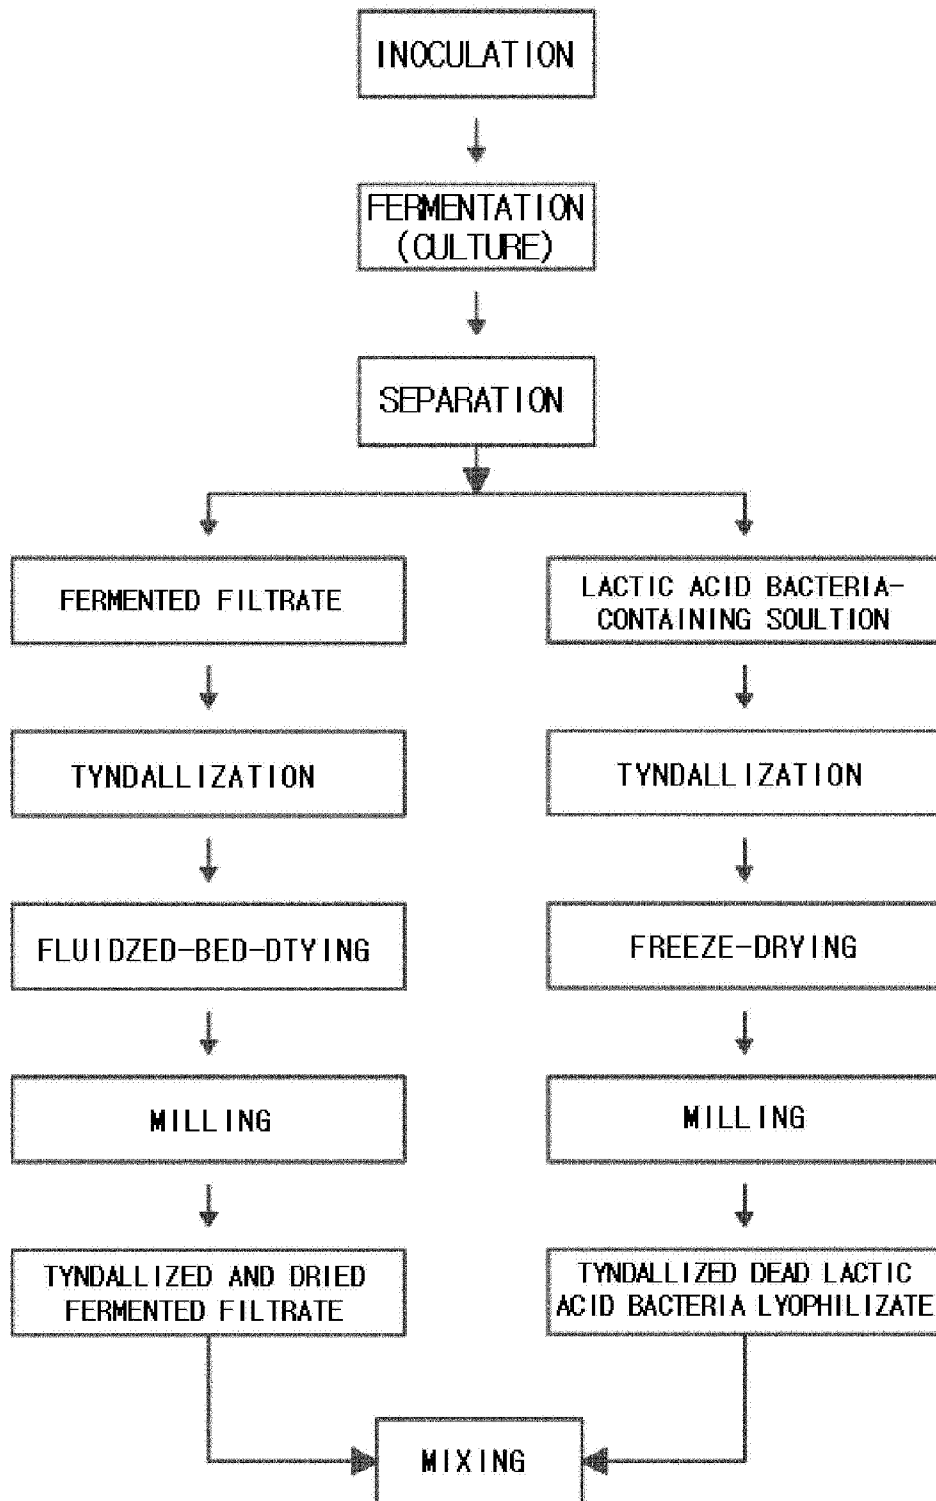 INOCULATION
FERMENTATION
(CULTURE)
SEPARATION
FERMENTED FILTRATE
LACTIC ACID BACTERIA-
CONTAINING SOULTION
TYNDALLIZATION
TYNDALLIZATION
FLUIDZED-BED-DTYING
FREEZE-DRYING
MILLING
MILLING
TYNDALLIZED AND DRIED
FERMENTED FILTRATE
TYNDALLIZED DEAD LACTIC
ACID BACTERIA LYOPHILIZATE
MIXING